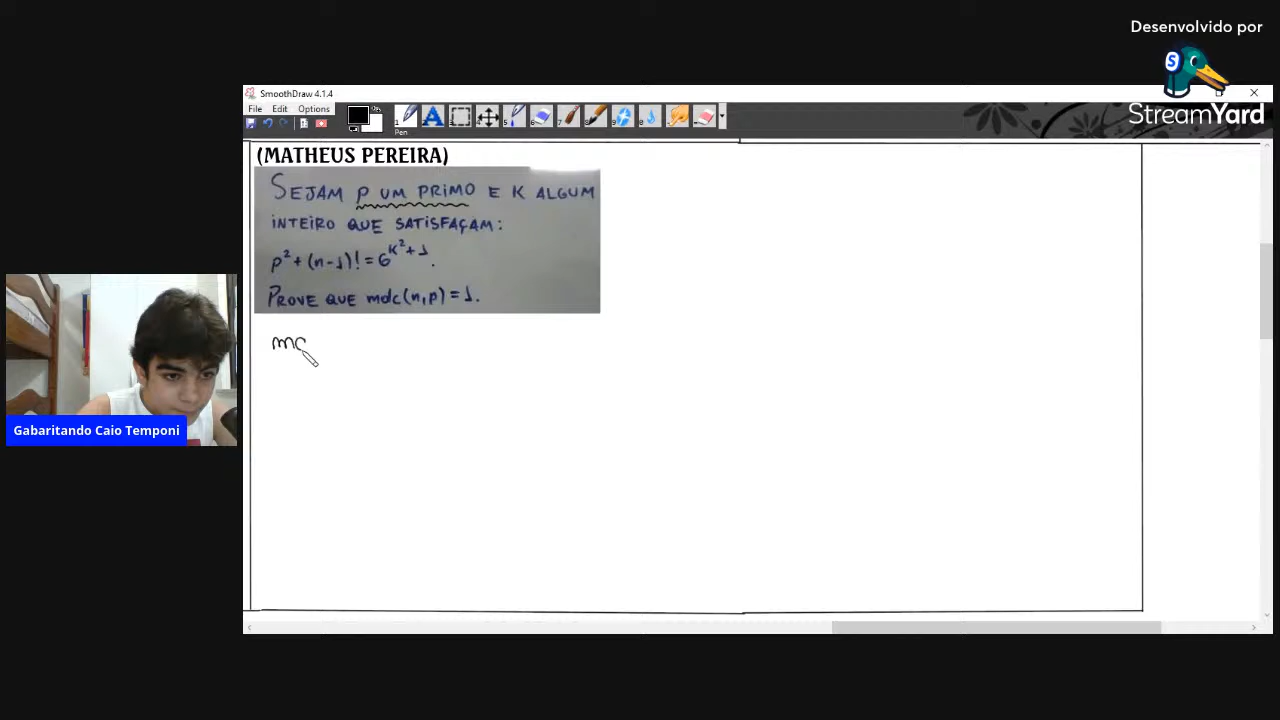 Desenvolvido por
StreamYard
SmoothDraw 4.1.4
File Edit Options
Pen
(MATHEUS PEREIRA)
SEJAM P UM PRIMO E K ALGUM
INTEIRO QUE SATISFAÇAM:
p² + (n-1)! = 6^{K²+1}.
PROVE QUE mdc(n,p) = 1.
mc
Gabaritando Caio Temponi